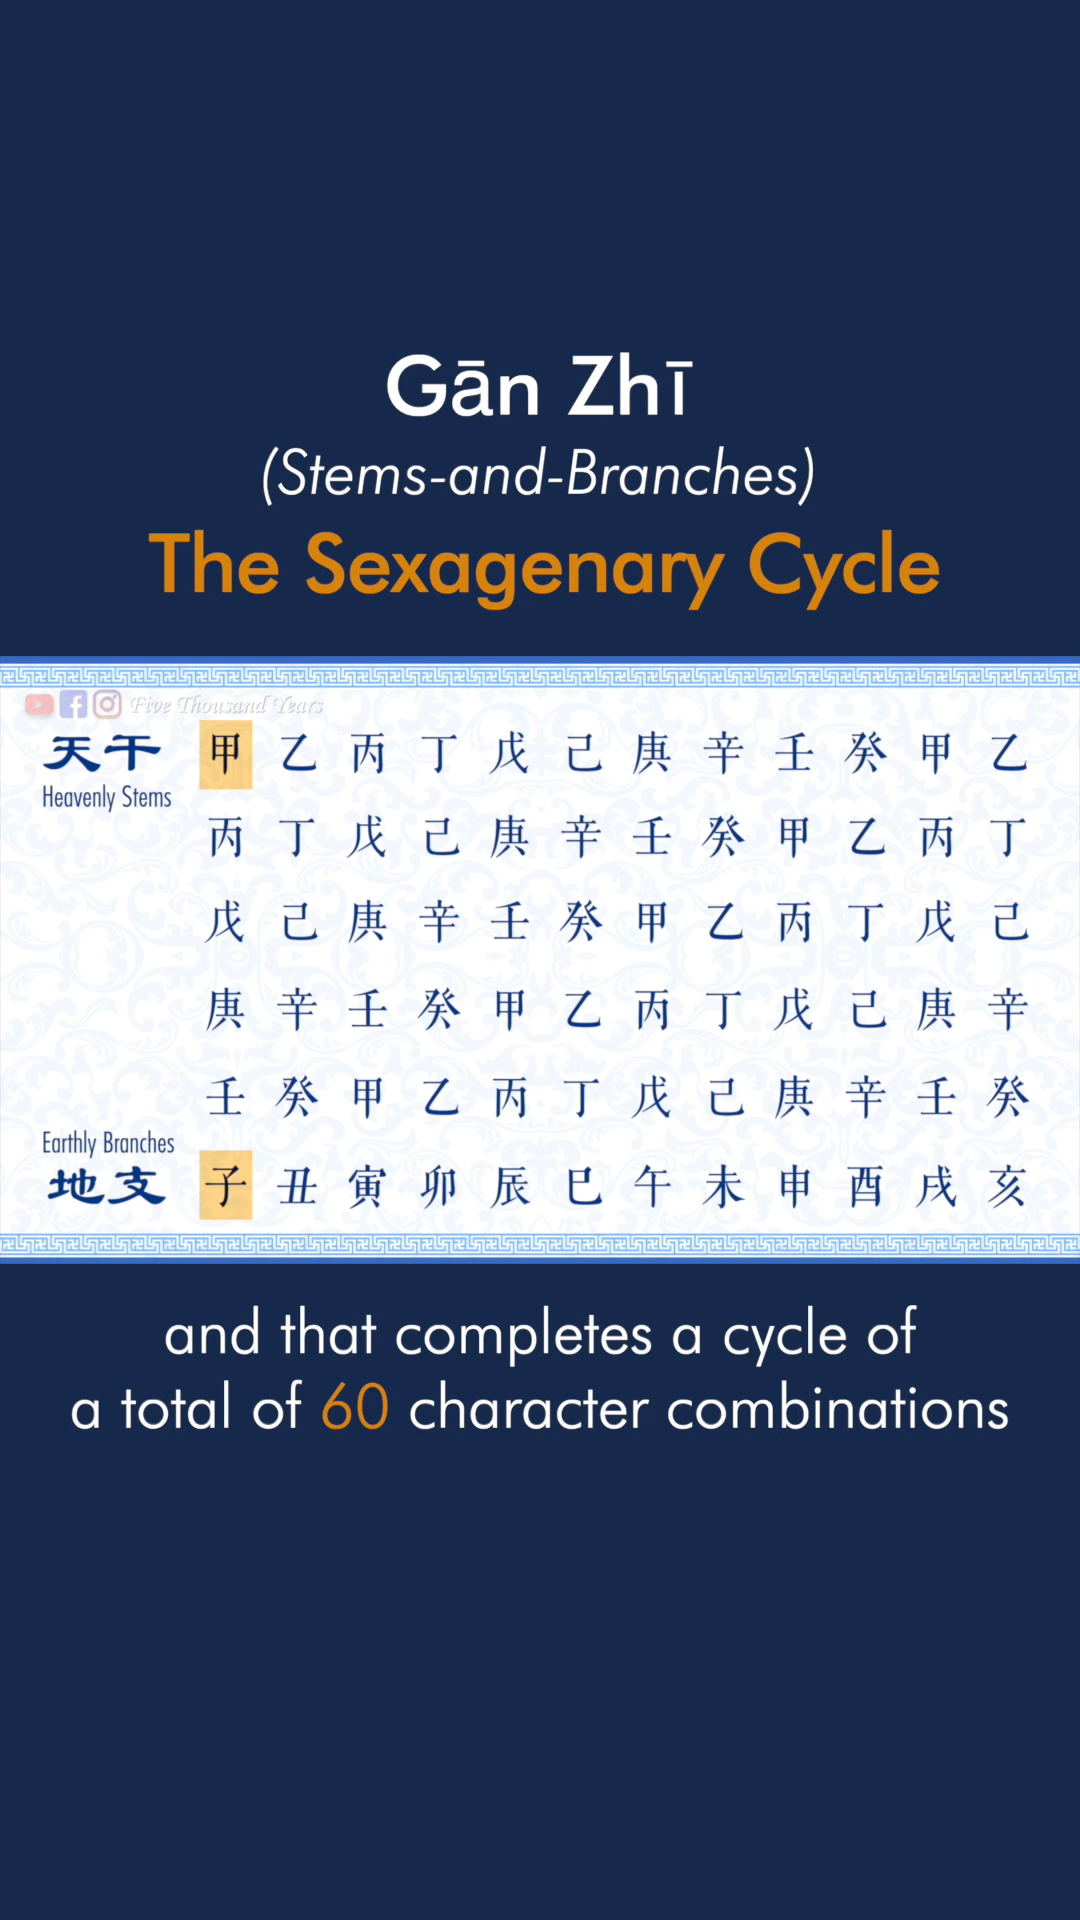 Gān Zhī
(Stems-and-Branches)
The Sexagenary Cycle
Five Thousand Years
天干 甲 乙 丙 丁 戊 己 庚 辛 壬 癸 甲 乙
Heavenly Stems
丙 丁 戊 己 庚 辛 壬 癸 甲 乙 丙 丁
戊 己 庚 辛 壬 癸 甲 乙 丙 丁 戊 己
庚 辛 壬 癸 甲 乙 丙 丁 戊 己 庚 辛
壬 癸 甲 乙 丙 丁 戊 己 庚 辛 壬 癸
Earthly Branches
地支 子 丑 寅 卯 辰 巳 午 未 申 酉 戌 亥
and that completes a cycle of
a total of 60 character combinations